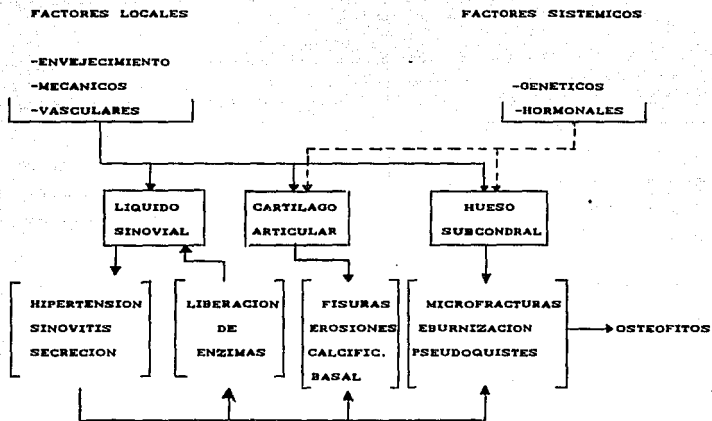 FACTORES LOCALES
FACTORES SISTEMICOS
-ENVEJECIMIENTO
-MECANICOS
-VASCULARES
-GENETICOS
-HORMONALES
LIQUIDO
SINOVIAL
CARTILAGO
ARTICULAR
HUESO
SUBCONDRAL
HIPERTENSION
SINOVITIS
SECRECION
LIBERACION
DE
ENZIMAS
FISURAS
EROSIONES
CALCIFIC.
BASAL
MICROFRACTURAS
EBURNIZACION
PSEUDOQUISTES
OSTEOFITOS